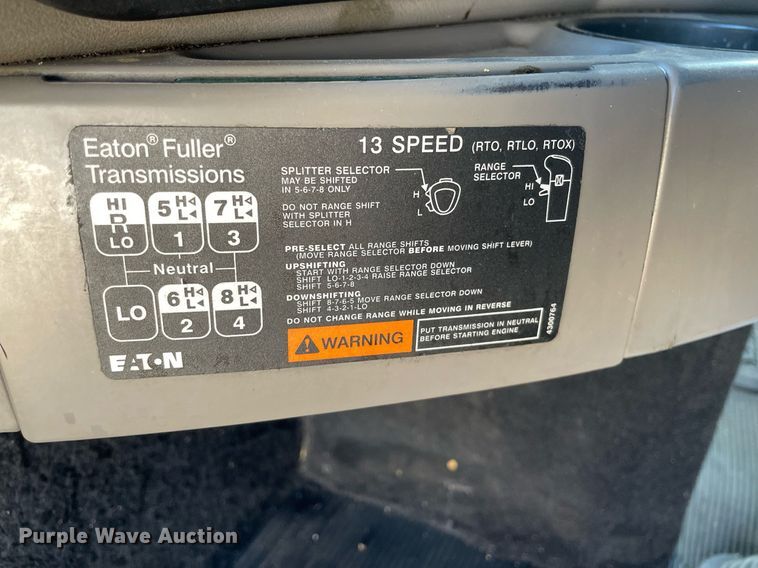 Eaton® Fuller®
Transmissions
13 SPEED (RTO, RTLO, RTOX)
SPLITTER SELECTOR
MAY BE SHIFTED
IN 5-6-7-8 ONLY
H
L
RANGE
SELECTOR
HI
LO
DO NOT RANGE SHIFT
WITH SPLITTER
SELECTOR IN H
HI
R
LO
5 H
L
1
7 H
L
3
Neutral
LO
6 H
L
2
8 H
L
4
PRE-SELECT ALL RANGE SHIFTS
(MOVE RANGE SELECTOR BEFORE MOVING SHIFT LEVER)
UPSHIFTING
START WITH RANGE SELECTOR DOWN
SHIFT LO-1-2-3-4 RAISE RANGE SELECTOR
SHIFT 5-6-7-8
DOWNSHIFTING
SHIFT 8-7-6-5 MOVE RANGE SELECTOR DOWN
SHIFT 4-3-2-1-LO
DO NOT CHANGE RANGE WHILE MOVING IN REVERSE
WARNING
PUT TRANSMISSION IN NEUTRAL
BEFORE STARTING ENGINE
4300764
EATON
Purple Wave Auction